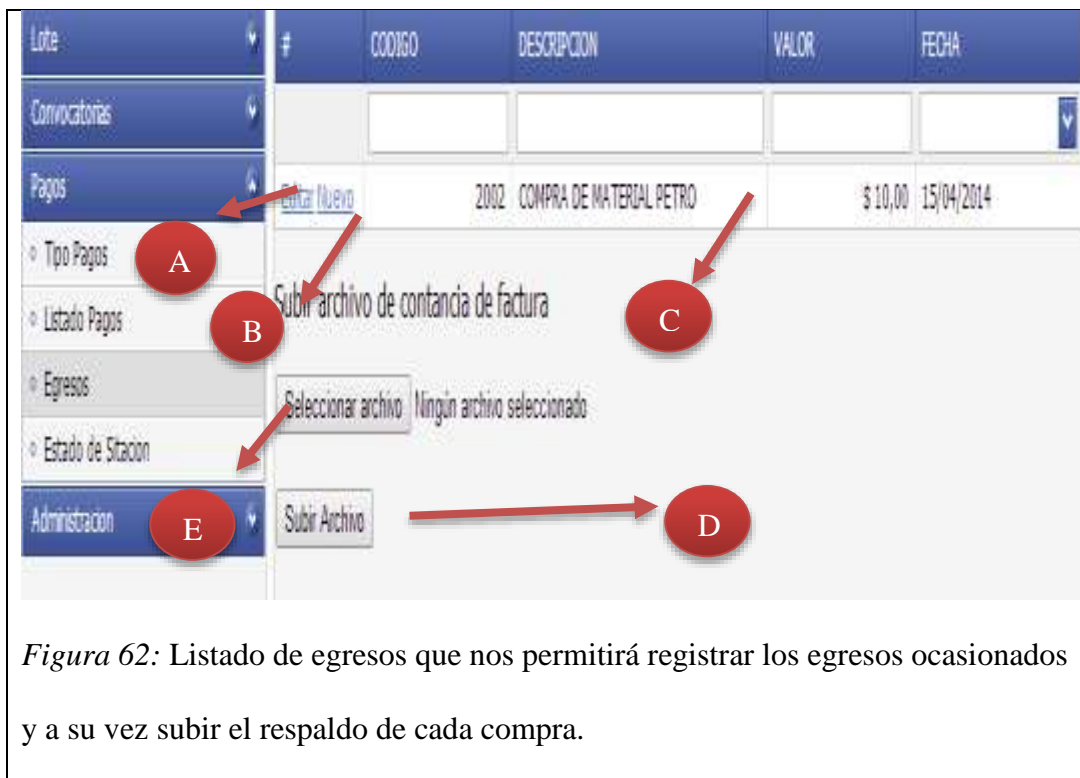 Lote
# CODIGO DESCRIPCION VALOR FECHA
Convocatorias
Pagos
Editar Nuevo 2002 COMPRA DE MATERIAL PETRO $ 10,00 15/04/2014
Tipo Pagos
A
Subir archivo de contancia de factura
Listado Pagos
B
C
Egresos
Seleccionar archivo Ningún archivo seleccionado
Estado de Sitacion
Administracion
E
Subir Archivo
D
Figura 62: Listado de egresos que nos permitirá registrar los egresos ocasionados
y a su vez subir el respaldo de cada compra.